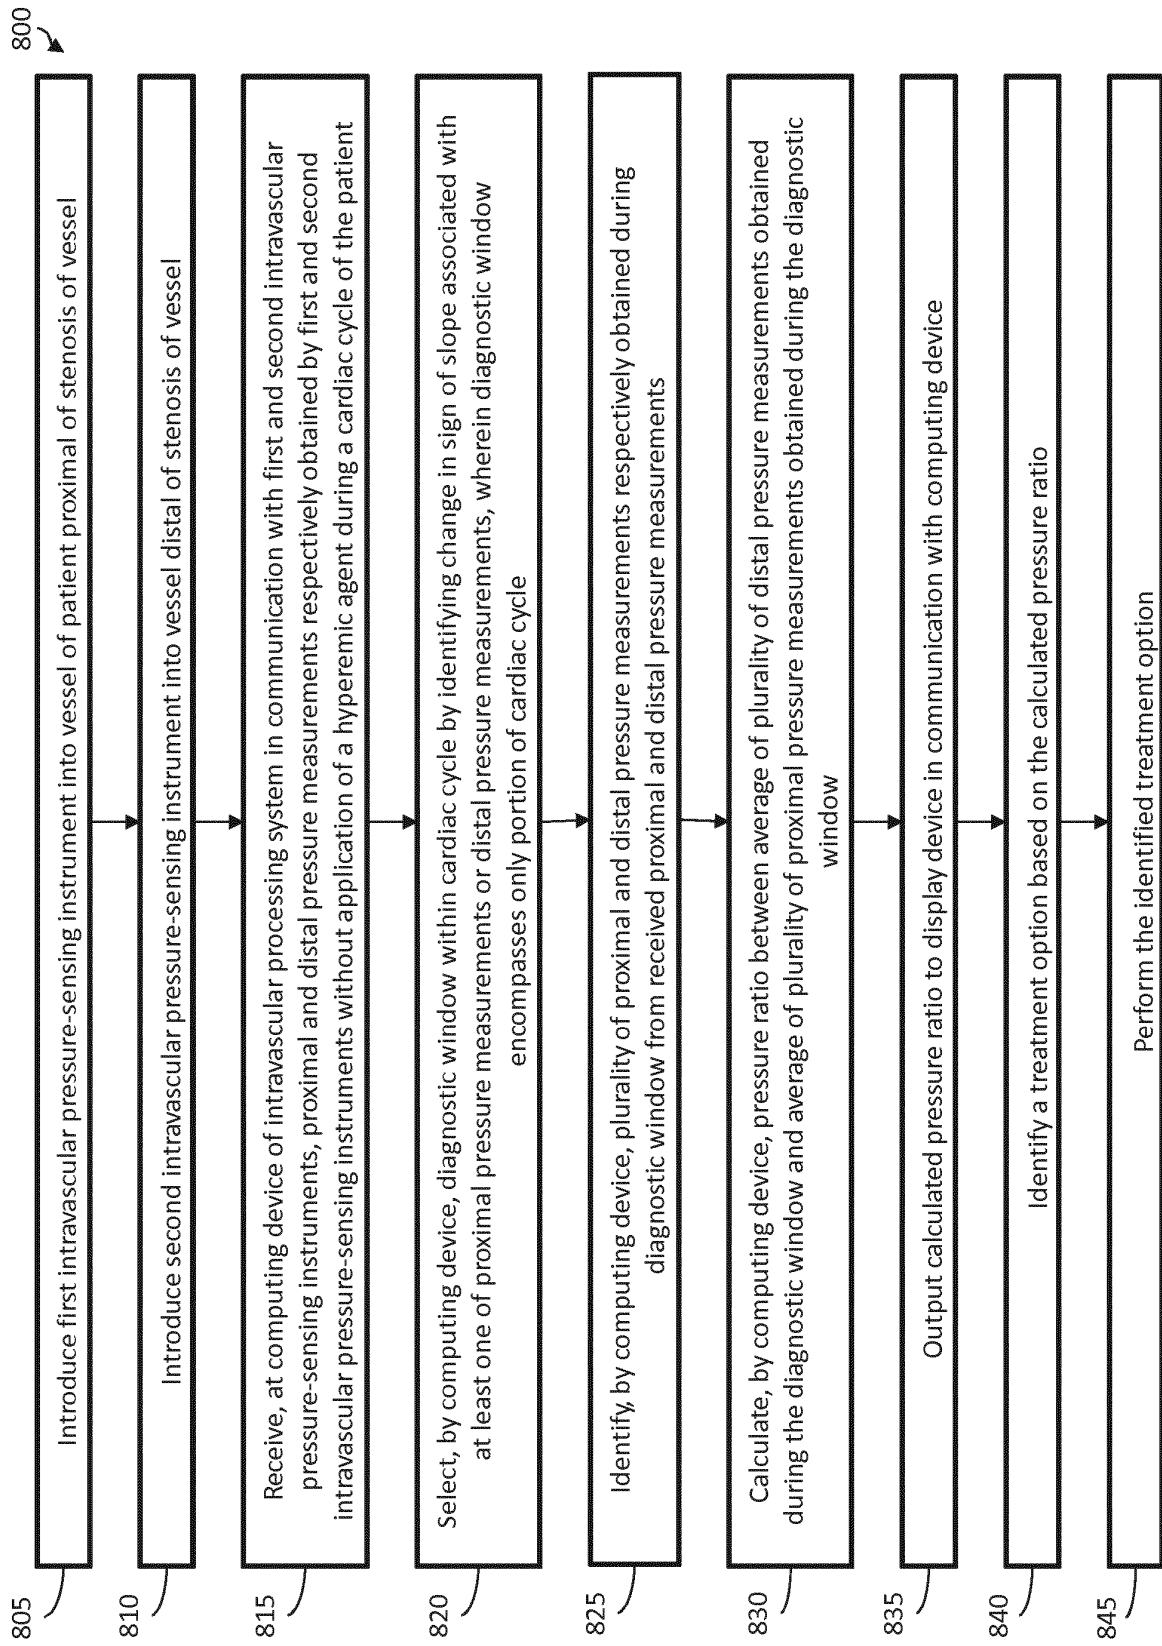 800
805
Introduce first intravascular pressure-sensing instrument into vessel of patient proximal of stenosis of vessel
810
Introduce second intravascular pressure-sensing instrument into vessel distal of stenosis of vessel
815
Receive, at computing device of intravascular processing system in communication with first and second intravascular
pressure-sensing instruments, proximal and distal pressure measurements respectively obtained by first and second
intravascular pressure-sensing instruments without application of a hyperemic agent during a cardiac cycle of the patient
820
Select, by computing device, diagnostic window within cardiac cycle by identifying change in sign of slope associated with
at least one of proximal pressure measurements or distal pressure measurements, wherein diagnostic window
encompasses only portion of cardiac cycle
825
Identify, by computing device, plurality of proximal and distal pressure measurements respectively obtained during
diagnostic window from received proximal and distal pressure measurements
830
Calculate, by computing device, pressure ratio between average of plurality of distal pressure measurements obtained
during the diagnostic window and average of plurality of proximal pressure measurements obtained during the diagnostic
window
835
Output calculated pressure ratio to display device in communication with computing device
840
Identify a treatment option based on the calculated pressure ratio
845
Perform the identified treatment option